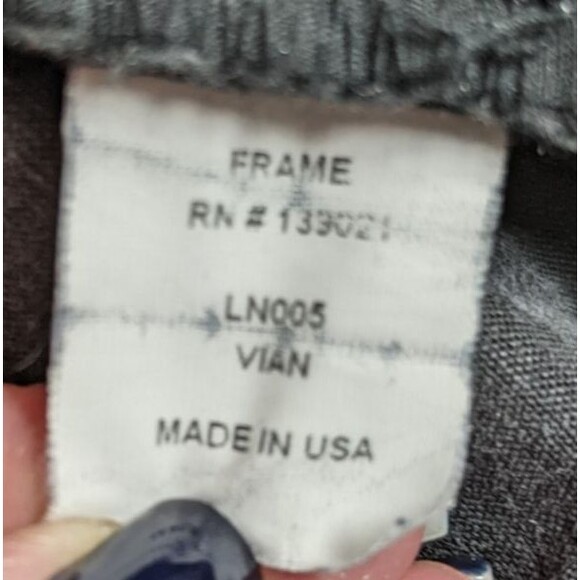 FRAME
RN # 139021
LN005
VIAN
MADE IN USA